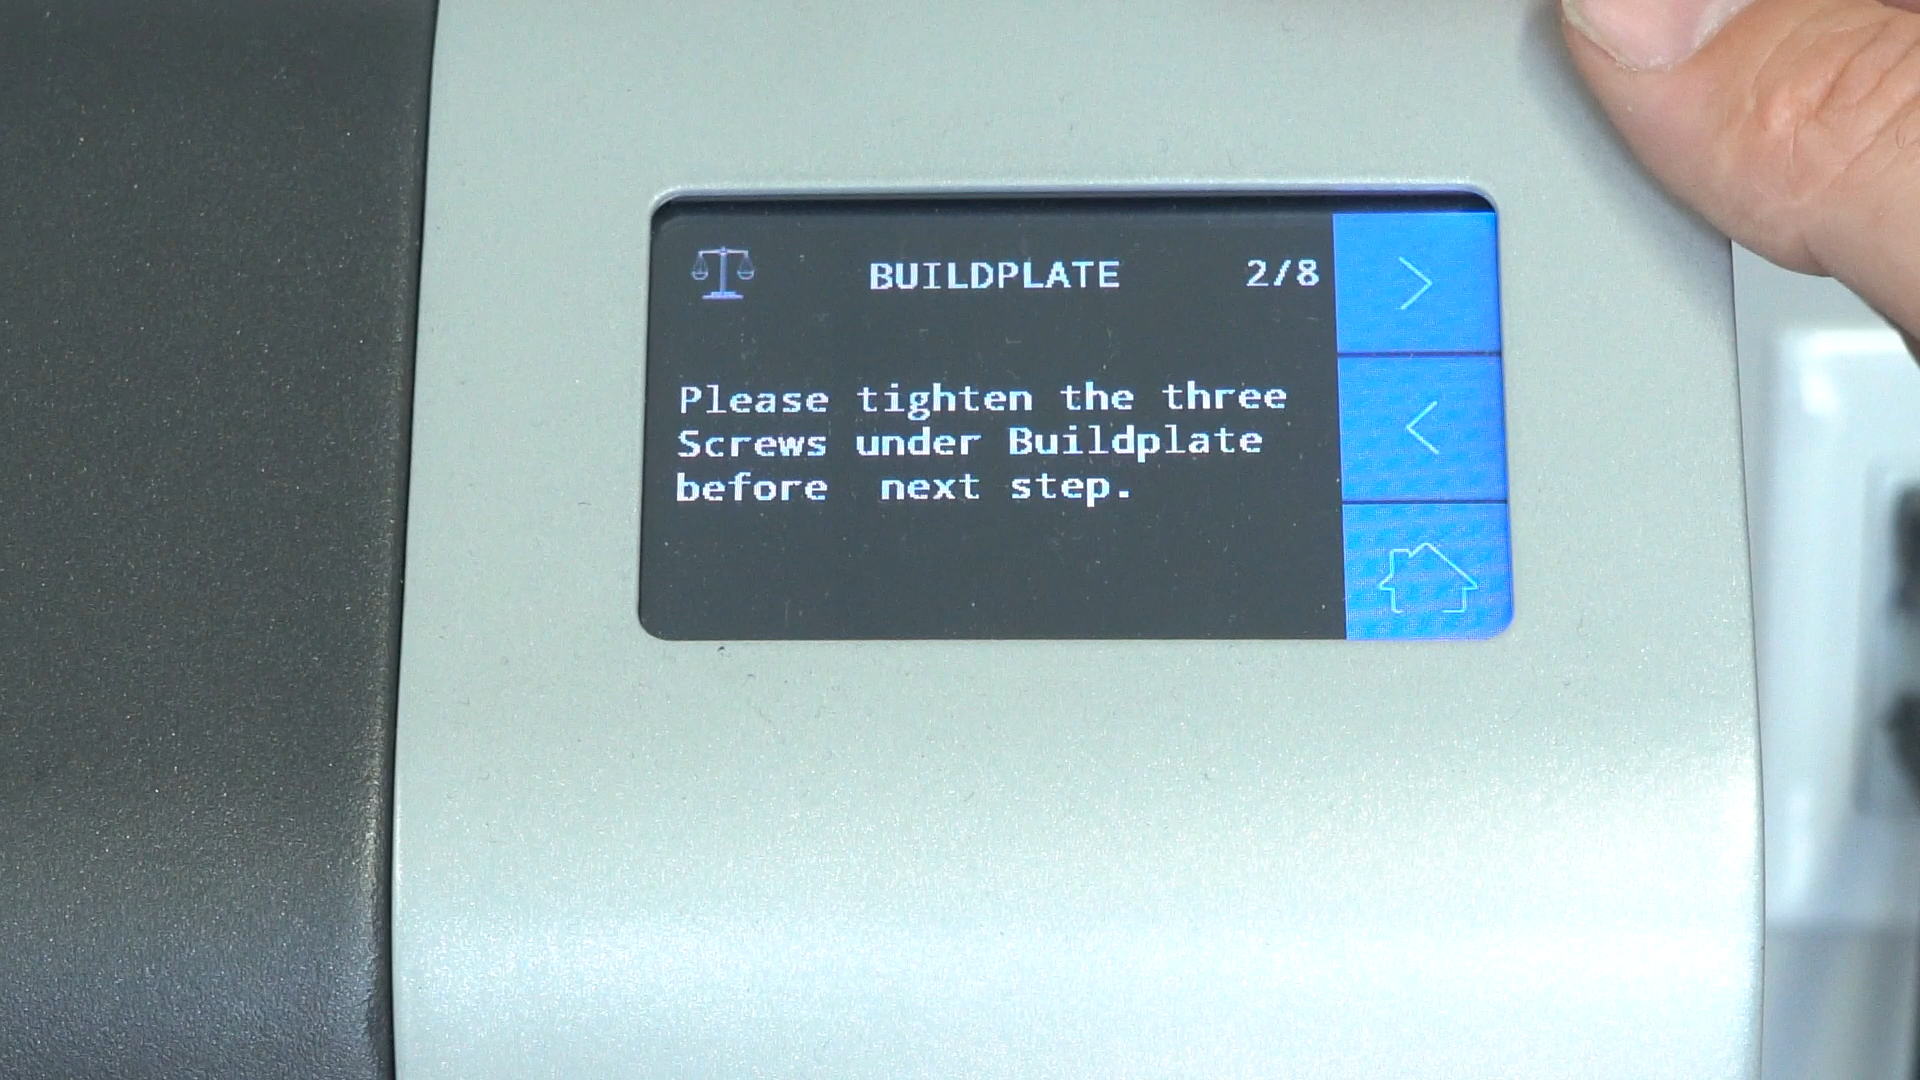 BUILDPLATE 2/8
Please tighten the three
Screws under Buildplate
before next step.